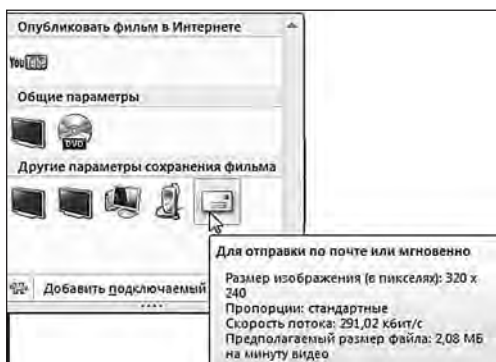 Опубликовать фильм в Интернете
YouTube
Общие параметры
DVD
Другие параметры сохранения фильма
Добавить подключаемый
Для отправки по почте или мгновенно
Размер изображения (в пикселях): 320 x
240
Пропорции: стандартные
Скорость потока: 291,02 кбит/с
Предполагаемый размер файла: 2,08 МБ
на минуту видео